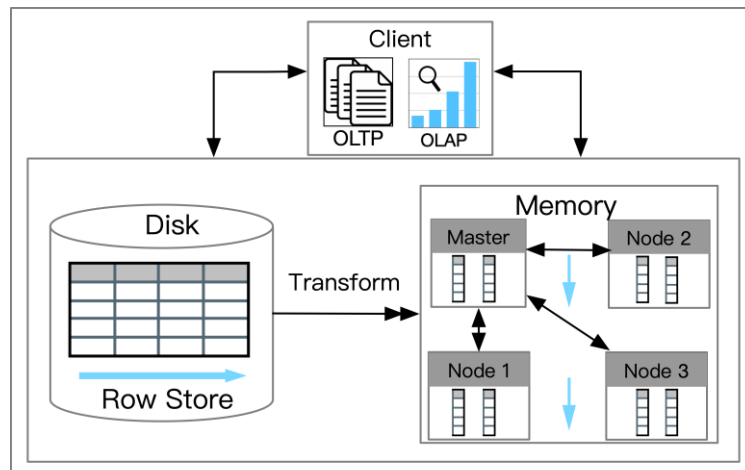 Client
OLTP
OLAP
Disk
Row Store
Transform
Memory
Master
Node 2
Node 1
Node 3